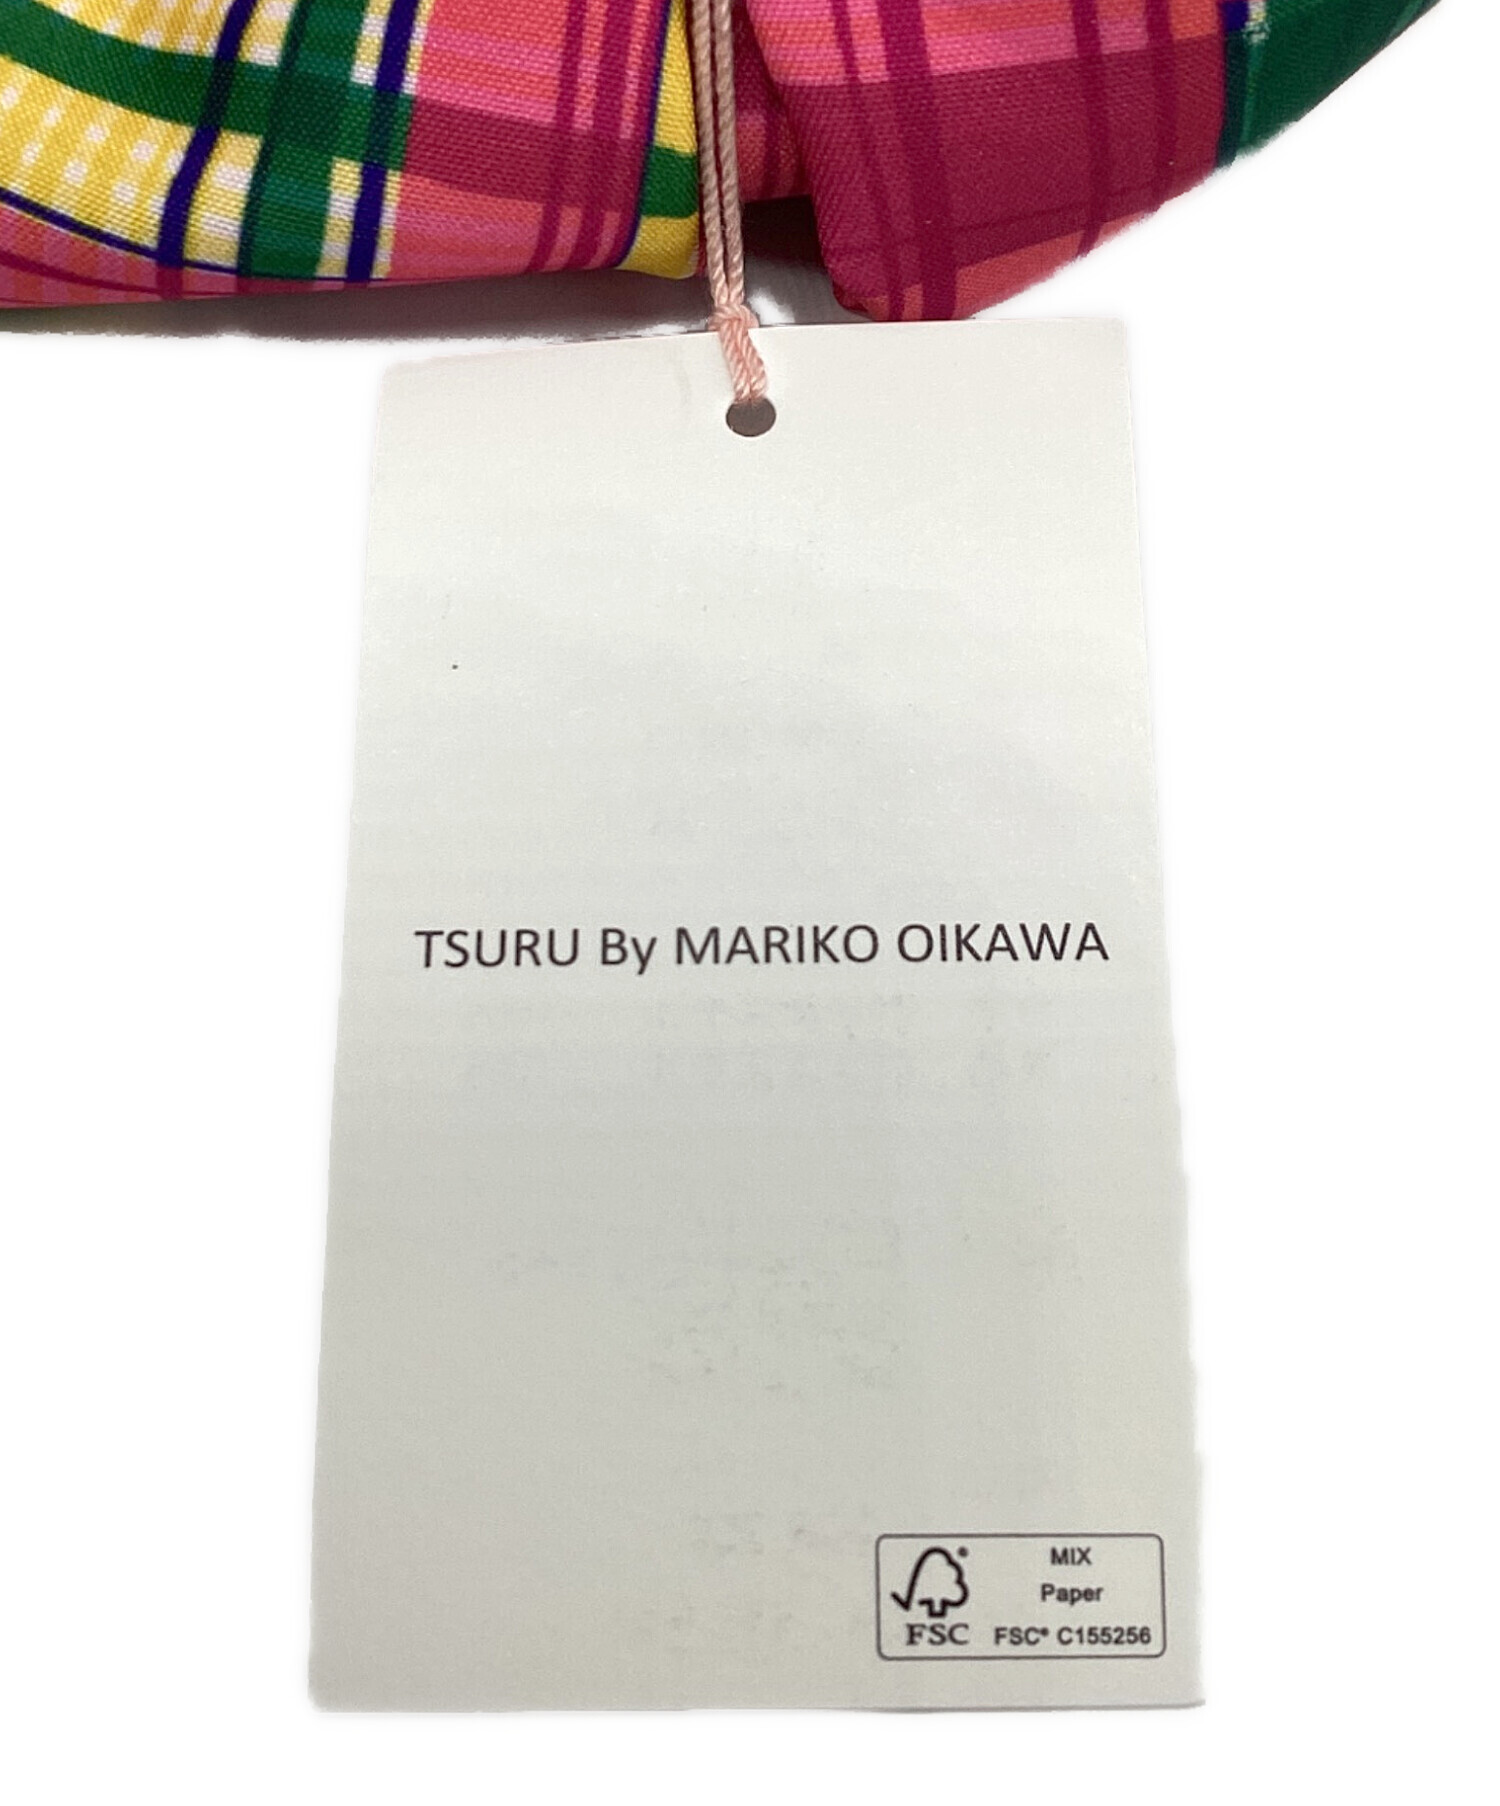 TSURU By MARIKO OIKAWA
MIX
Paper
FSC
FSC® C155256